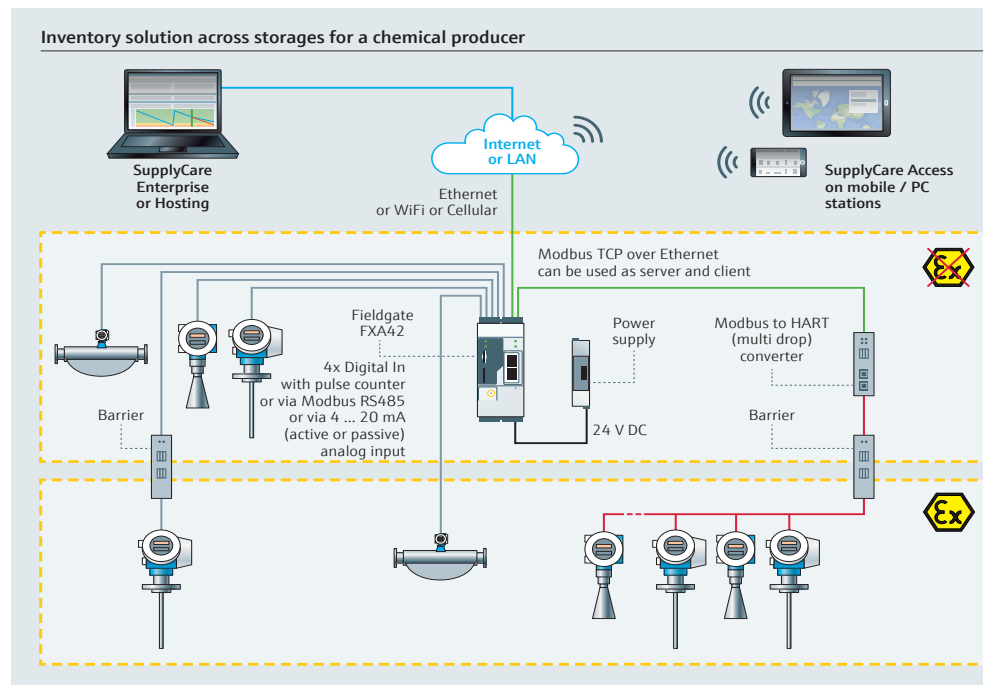 Inventory solution across storages for a chemical producer
SupplyCare
Enterprise
or Hosting
Internet
or LAN
SupplyCare Access
on mobile / PC
stations
Ethernet
or WiFi or Cellular
Modbus TCP over Ethernet
can be used as server and client
Ex
Fieldgate
FXA42
4x Digital In
with pulse counter
or via Modbus RS485
or via 4 ... 20 mA
(active or passive)
analog input
Power
supply
24 V DC
Modbus to HART
(multi drop)
converter
Barrier
Barrier
Ex